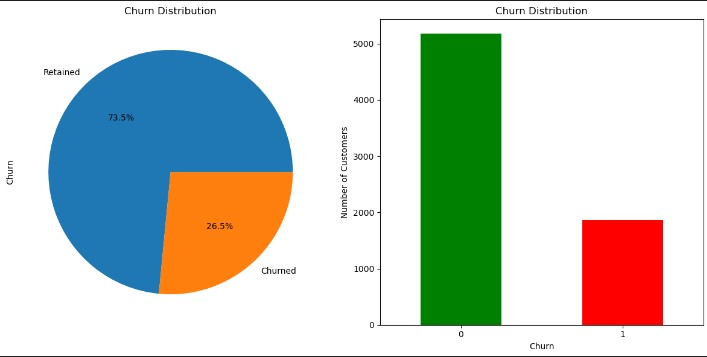 Churn Distribution
Retained
73.5%
Churn
26.5%
Churned
Churn Distribution
5000
4000
3000
2000
1000
0
Number of Customers
0
1
Churn